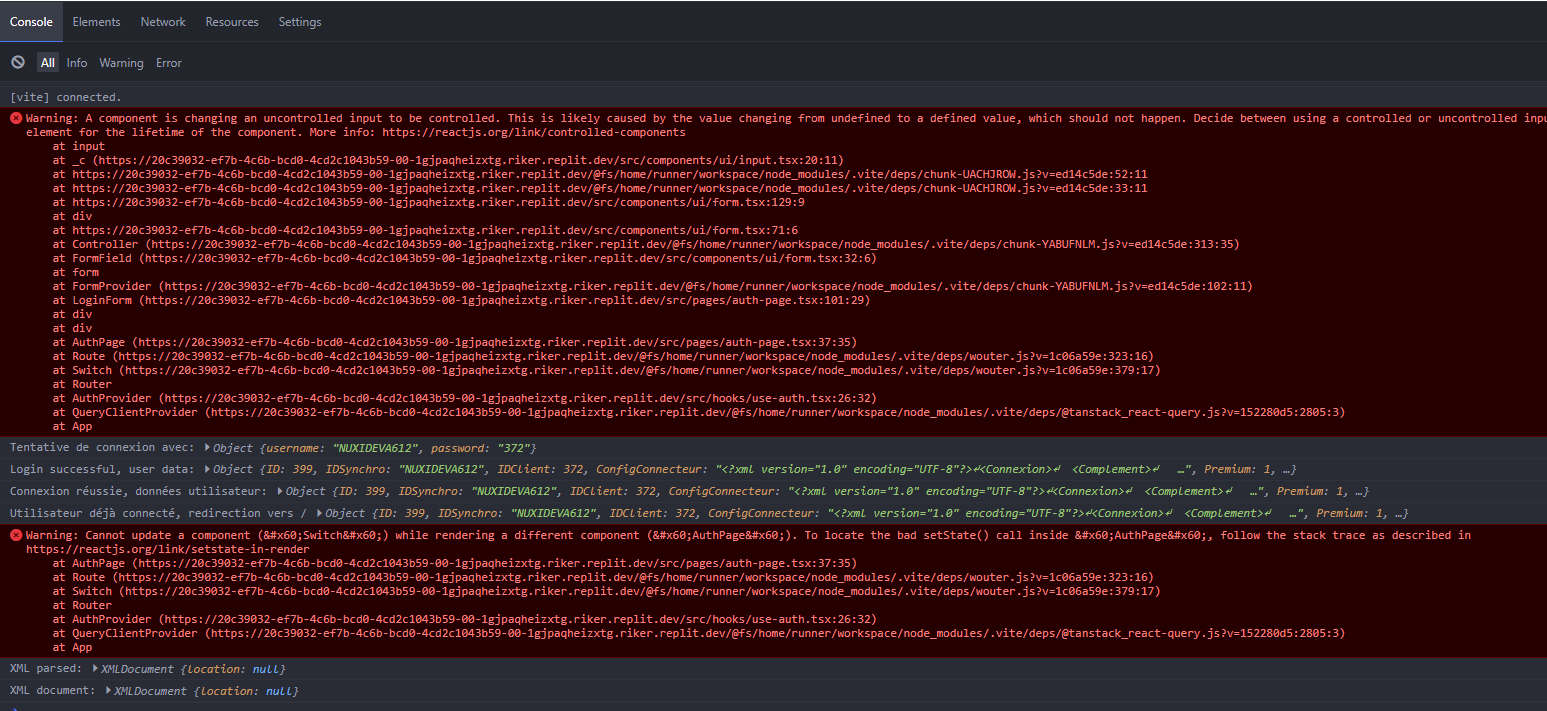 Console Elements Network Resources Settings
All Info Warning Error
[vite] connected.
Warning: A component is changing an uncontrolled input to be controlled. This is likely caused by the value changing from undefined to a defined value, which should not happen. Decide between using a controlled or uncontrolled inpu
element for the lifetime of the component. More info: https://reactjs.org/link/controlled-components
at input
at _c (https://20c39032-ef7b-4c6b-bcd0-4cd2c1043b59-00-1gjpaqheizxtg.riker.replit.dev/src/components/ui/input.tsx:20:11)
at https://20c39032-ef7b-4c6b-bcd0-4cd2c1043b59-00-1gjpaqheizxtg.riker.replit.dev/@fs/home/runner/workspace/node_modules/.vite/deps/chunk-UACHJROW.js?v=ed14c5de:52:11
at https://20c39032-ef7b-4c6b-bcd0-4cd2c1043b59-00-1gjpaqheizxtg.riker.replit.dev/@fs/home/runner/workspace/node_modules/.vite/deps/chunk-UACHJROW.js?v=ed14c5de:33:11
at https://20c39032-ef7b-4c6b-bcd0-4cd2c1043b59-00-1gjpaqheizxtg.riker.replit.dev/src/components/ui/form.tsx:129:9
at div
at https://20c39032-ef7b-4c6b-bcd0-4cd2c1043b59-00-1gjpaqheizxtg.riker.replit.dev/src/components/ui/form.tsx:71:6
at Controller (https://20c39032-ef7b-4c6b-bcd0-4cd2c1043b59-00-1gjpaqheizxtg.riker.replit.dev/@fs/home/runner/workspace/node_modules/.vite/deps/chunk-YABUFNLM.js?v=ed14c5de:313:35)
at FormField (https://20c39032-ef7b-4c6b-bcd0-4cd2c1043b59-00-1gjpaqheizxtg.riker.replit.dev/src/components/ui/form.tsx:32:6)
at form
at FormProvider (https://20c39032-ef7b-4c6b-bcd0-4cd2c1043b59-00-1gjpaqheizxtg.riker.replit.dev/@fs/home/runner/workspace/node_modules/.vite/deps/chunk-YABUFNLM.js?v=ed14c5de:102:11)
at LoginForm (https://20c39032-ef7b-4c6b-bcd0-4cd2c1043b59-00-1gjpaqheizxtg.riker.replit.dev/src/pages/auth-page.tsx:101:29)
at div
at div
at AuthPage (https://20c39032-ef7b-4c6b-bcd0-4cd2c1043b59-00-1gjpaqheizxtg.riker.replit.dev/src/pages/auth-page.tsx:37:35)
at Route (https://20c39032-ef7b-4c6b-bcd0-4cd2c1043b59-00-1gjpaqheizxtg.riker.replit.dev/@fs/home/runner/workspace/node_modules/.vite/deps/wouter.js?v=1c06a59e:323:16)
at Switch (https://20c39032-ef7b-4c6b-bcd0-4cd2c1043b59-00-1gjpaqheizxtg.riker.replit.dev/@fs/home/runner/workspace/node_modules/.vite/deps/wouter.js?v=1c06a59e:379:17)
at Router
at AuthProvider (https://20c39032-ef7b-4c6b-bcd0-4cd2c1043b59-00-1gjpaqheizxtg.riker.replit.dev/src/hooks/use-auth.tsx:26:32)
at QueryClientProvider (https://20c39032-ef7b-4c6b-bcd0-4cd2c1043b59-00-1gjpaqheizxtg.riker.replit.dev/@fs/home/runner/workspace/node_modules/.vite/deps/@tanstack_react-query.js?v=152280d5:2805:3)
at App
Tentative de connexion avec: ▶Object {username: "NUXIDEVA612", password: "372"}
Login successful, user data: ▶Object {ID: 399, IDSynchro: "NUXIDEVA612", IDClient: 372, ConfigConnecteur: "<?xml version="1.0" encoding="UTF-8"?>↵<Connexion>↵ <Complement>↵ …", Premium: 1, …}
Connexion réussie, données utilisateur: ▶Object {ID: 399, IDSynchro: "NUXIDEVA612", IDClient: 372, ConfigConnecteur: "<?xml version="1.0" encoding="UTF-8"?>↵<Connexion>↵ <Complement>↵ …", Premium: 1, …}
Utilisateur déjà connecté, redirection vers / ▶Object {ID: 399, IDSynchro: "NUXIDEVA612", IDClient: 372, ConfigConnecteur: "<?xml version="1.0" encoding="UTF-8"?>↵<Connexion>↵ <Complement>↵ …", Premium: 1, …}
Warning: Cannot update a component (&#x60;Switch&#x60;) while rendering a different component (&#x60;AuthPage&#x60;). To locate the bad setState() call inside &#x60;AuthPage&#x60;, follow the stack trace as described in
https://reactjs.org/link/setstate-in-render
at AuthPage (https://20c39032-ef7b-4c6b-bcd0-4cd2c1043b59-00-1gjpaqheizxtg.riker.replit.dev/src/pages/auth-page.tsx:37:35)
at Route (https://20c39032-ef7b-4c6b-bcd0-4cd2c1043b59-00-1gjpaqheizxtg.riker.replit.dev/@fs/home/runner/workspace/node_modules/.vite/deps/wouter.js?v=1c06a59e:323:16)
at Switch (https://20c39032-ef7b-4c6b-bcd0-4cd2c1043b59-00-1gjpaqheizxtg.riker.replit.dev/@fs/home/runner/workspace/node_modules/.vite/deps/wouter.js?v=1c06a59e:379:17)
at Router
at AuthProvider (https://20c39032-ef7b-4c6b-bcd0-4cd2c1043b59-00-1gjpaqheizxtg.riker.replit.dev/src/hooks/use-auth.tsx:26:32)
at QueryClientProvider (https://20c39032-ef7b-4c6b-bcd0-4cd2c1043b59-00-1gjpaqheizxtg.riker.replit.dev/@fs/home/runner/workspace/node_modules/.vite/deps/@tanstack_react-query.js?v=152280d5:2805:3)
at App
XML parsed: ▶XMLDocument {location: null}
XML document: ▶XMLDocument {location: null}